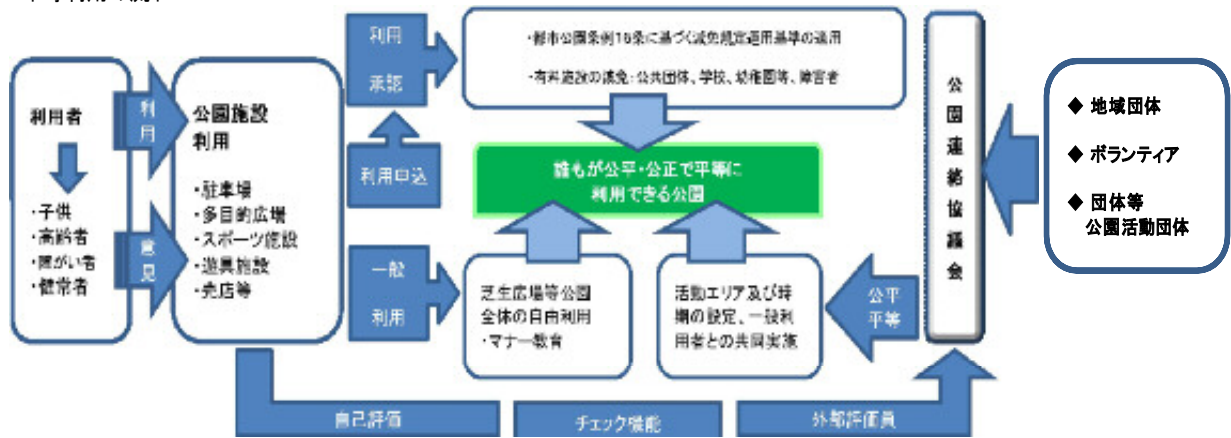 利用者
・子供
・高齢者
・障がい者
・健常者
利用
意見
公園施設
利用
・駐車場
・多目的広場
・スポーツ施設
・遊具施設
・売店等
利用
承認
利用申込
一般
利用
・都市公園条例16条に基づく減免規定運用基準の適用
・有料施設の減免：公共団体、学校、幼稚園等、障害者
誰もが公平・公正で平等に
利用できる公園
芝生広場等公園
全体の自由利用
・マナー教育
活動エリア及び時
期の設定、一般利
用者との共同実施
公平
平等
公園連絡協議会
◆ 地域団体
◆ ボランティア
◆ 団体等
公園活動団体
自己評価
チェック機能
外部評価員